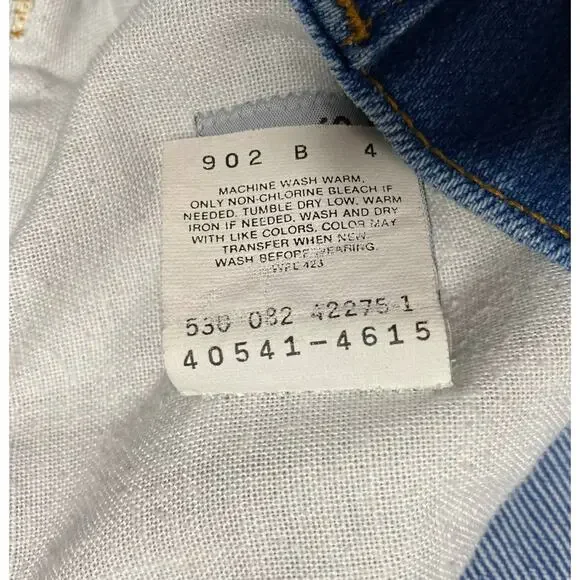 902 B 4
MACHINE WASH WARM.
ONLY NON-CHLORINE BLEACH IF
NEEDED. TUMBLE DRY LOW. WARM
IRON IF NEEDED. WASH AND DRY
WITH LIKE COLORS, COLOR MAY
TRANSFER WHEN NEW.
WASH BEFORE WEARING.
WPL 423
530 082 42275-1
40541-4615